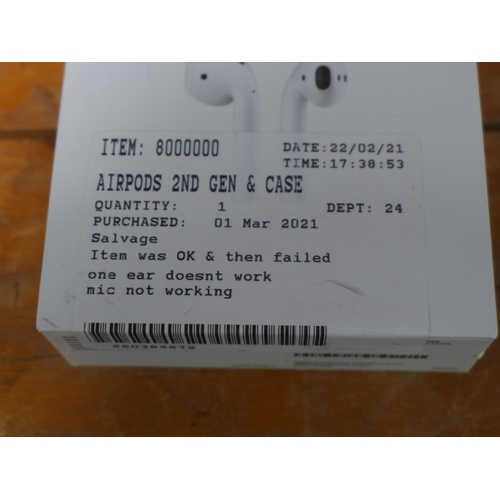 ITEM: 8000000 DATE:22/02/21
TIME:17:38:53
AIRPODS 2ND GEN & CASE
QUANTITY: 1 DEPT: 24
PURCHASED: 01 Mar 2021
Salvage
Item was OK & then failed
one ear doesnt work
mic not working